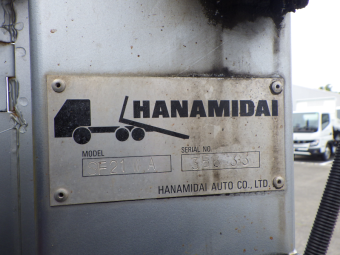 HANAMIDAI
MODEL
SERIAL NO.
HANAMIDAI AUTO CO., LTD.